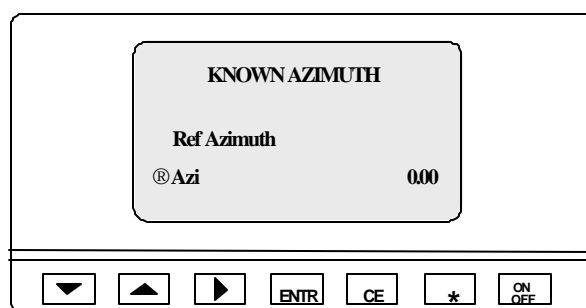 KNOWN AZIMUTH
Ref Azimuth
®Azi 0.00
ENTR CE * ON OFF